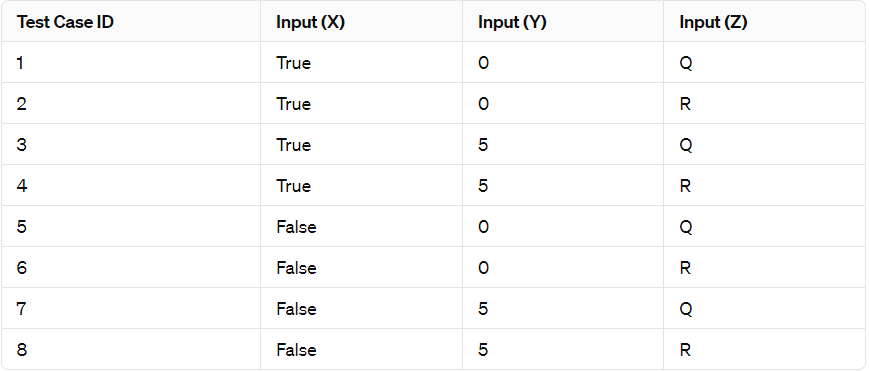 Test Case ID Input (X) Input (Y) Input (Z)
1 True 0 Q
2 True 0 R
3 True 5 Q
4 True 5 R
5 False 0 Q
6 False 0 R
7 False 5 Q
8 False 5 R